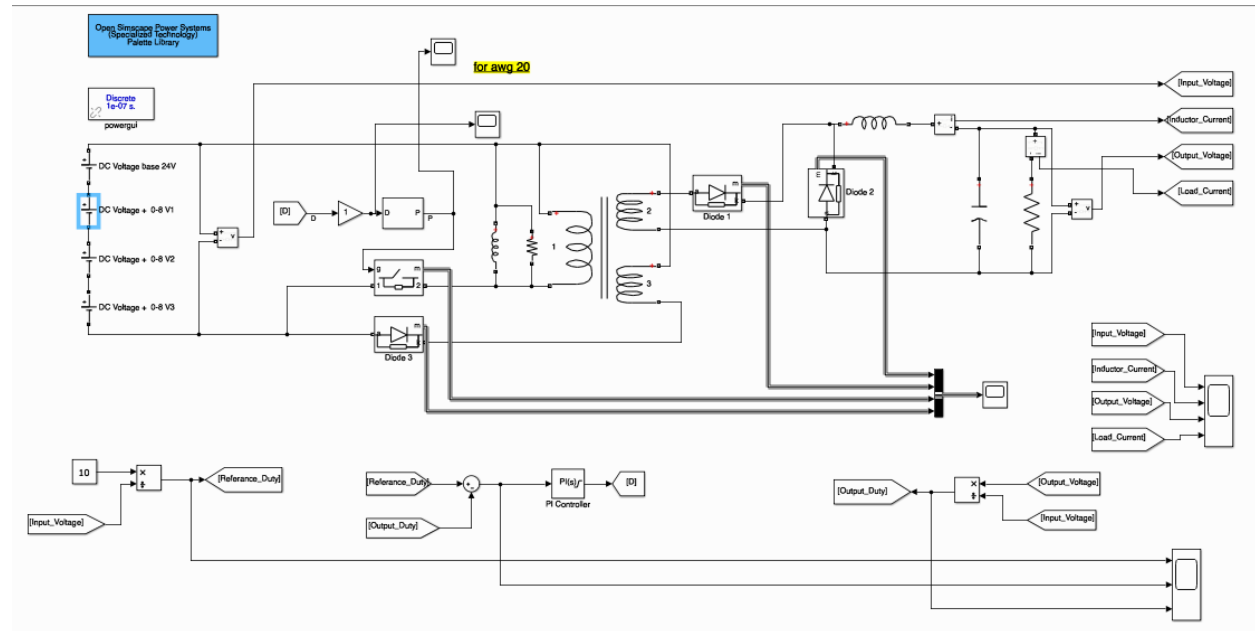 Open Simscape Power Systems
(Specialized Technology)
Palette Library
for awg 20
Discrete
1e-07 s.
powergui
[Input_Voltage]
[Inductor_Current]
[Output_Voltage]
[Load_Current]
DC Voltage base 24V
DC Voltage + 0-8 V1
DC Voltage + 0-8 V2
DC Voltage + 0-8 V3
+
-
v
[D]
D
1
D
P
P
g
m
1
2
1
2
3
m
Diode 1
Diode 2
+
-
v
a
m
Diode 3
[Input_Voltage]
[Inductor_Current]
[Output_Voltage]
[Load_Current]
10
×
÷
[Referance_Duty]
[Input_Voltage]
[Referance_Duty]
[Output_Duty]
+
-
PI(s)
PI Controller
[D]
[Output_Duty]
×
÷
[Output_Voltage]
[Input_Voltage]